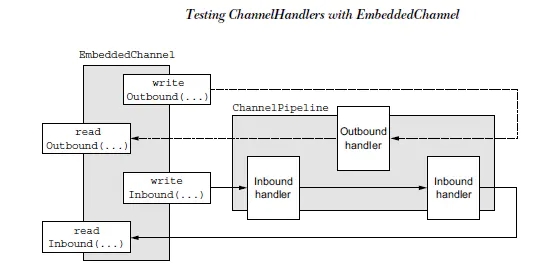 Testing ChannelHandlers with EmbeddedChannel
EmbeddedChannel
write
Outbound(...)
ChannelPipeline
read
Outbound(...)
Outbound
handler
write
Inbound(...)
Inbound
handler
Inbound
handler
read
Inbound(...)